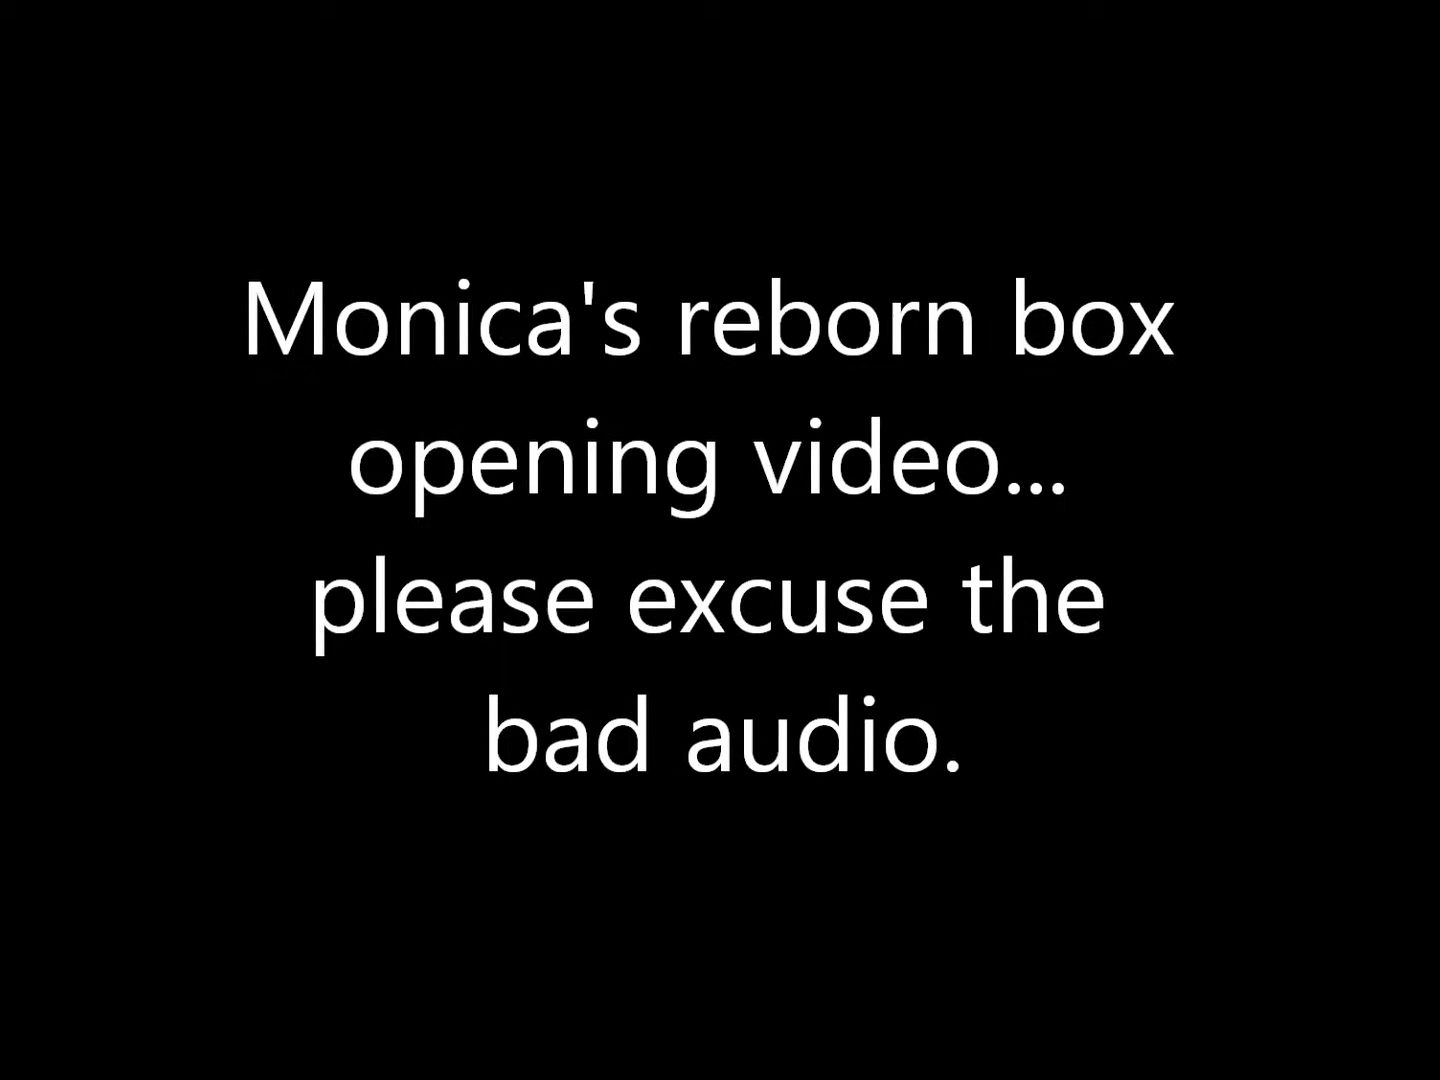 Monica's reborn box
opening video...
please excuse the
bad audio.